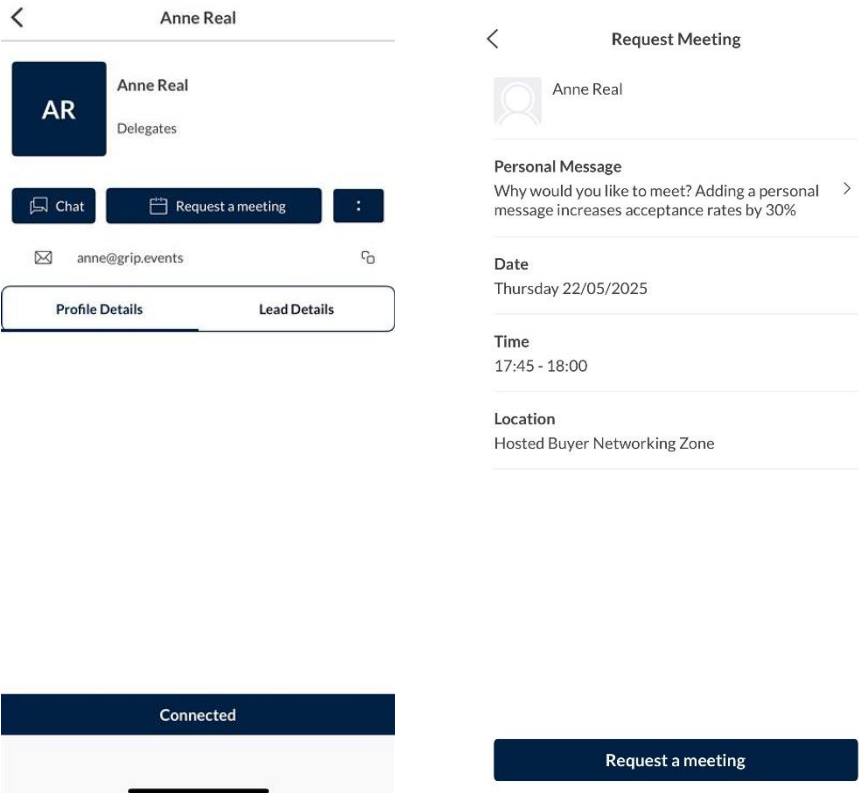 Anne Real
AR
Anne Real
Delegates
Chat
Request a meeting
:
anne@grip.events
Profile Details
Lead Details
Connected
Request Meeting
Anne Real
Personal Message
Why would you like to meet? Adding a personal
message increases acceptance rates by 30%
Date
Thursday 22/05/2025
Time
17:45 - 18:00
Location
Hosted Buyer Networking Zone
Request a meeting